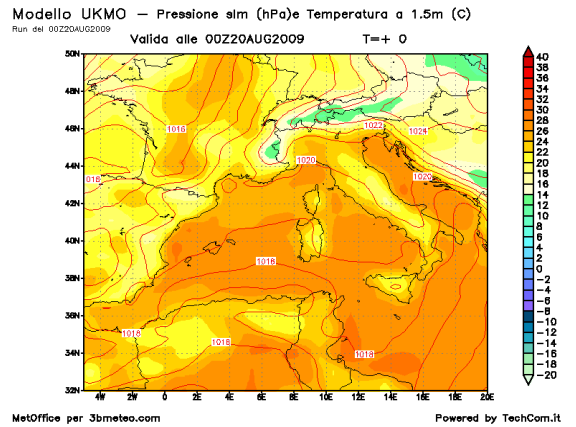 Modello UKMO — Pressione slm (hPa)e Temperatura a 1.5m (C)
Run del 00Z20AUG2009
Valida alle 00Z20AUG2009 T=+ 0
50N
48N
46N
44N
42N
40N
38N
36N
34N
32N
4W 2W 0 2E 4E 6E 8E 10E 12E 14E 16E 18E 20E
1016
1022
1024
1020
1018
1020
1016
1018
1018
1018
40
38
36
34
32
30
28
26
24
22
20
18
16
14
12
10
8
6
4
2
0
−2
−4
−6
−8
−10
−12
−14
−16
−18
−20
MetOffice per 3bmeteo.com
Powered by TechCom.it